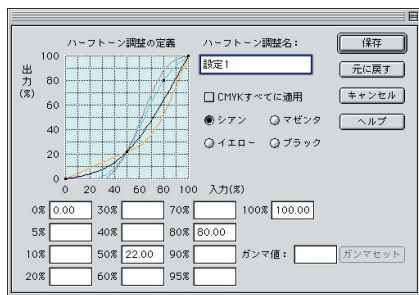 ハーフトーン調整の定義
ハーフトーン調整名：
保存
元に戻す
キャンセル
ヘルプ
設定1
CMYKすべてに適用
シアン
マゼンタ
イエロー
ブラック
出力(%)
100
80
60
40
20
0
0 20 40 60 80 100 入力(%)
0% 0.00 30% 70% 100% 100.00
5% 40% 80% 80.00
10% 50% 22.00 90% ガンマ値： ガンマセット
20% 60% 95%